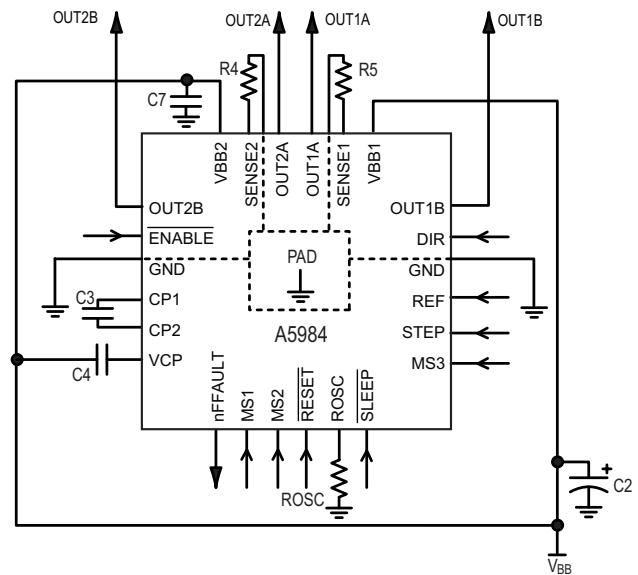 OUT2B
OUT2A
OUT1A
OUT1B
R4
R5
C7
VBB2
SENSE2
OUT2A
OUT1A
SENSE1
VBB1
OUT2B
OUT1B
ENABLE
DIR
GND
PAD
GND
C3
CP1
REF
CP2
A5984
STEP
C4
VCP
MS3
nFFAULT
MS1
MS2
RESET
ROSC
SLEEP
ROSC
+
C2
VBB